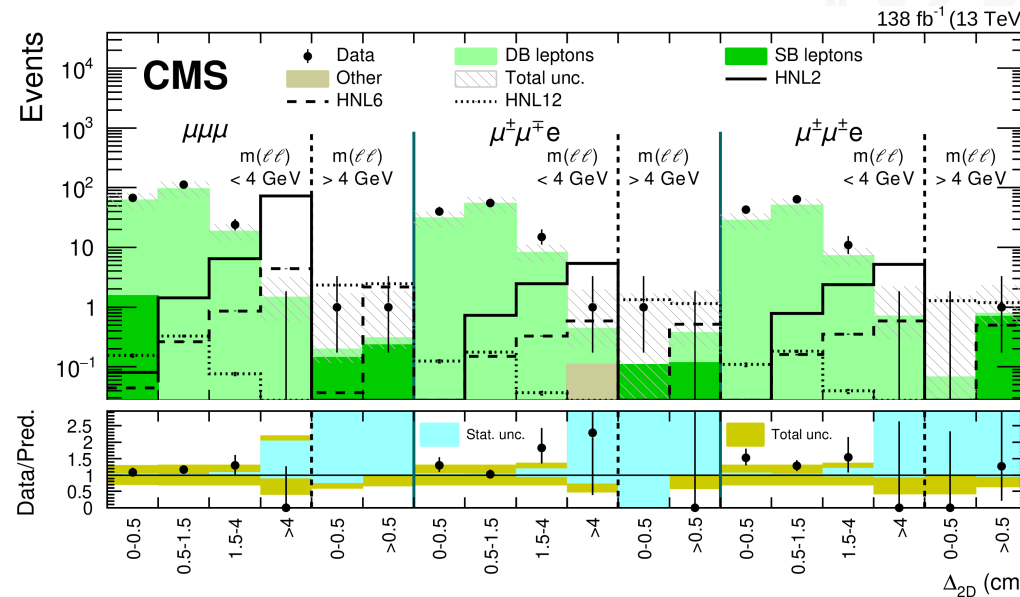 138 fb⁻¹ (13 TeV
Events
CMS
Data
DB leptons
SB leptons
Other
Total unc.
HNL2
HNL6
HNL12
10⁴
10³
10²
10
1
10⁻¹
μμμ
μ±μ∓e
μ±μ±e
m(ℓℓ) < 4 GeV
m(ℓℓ) > 4 GeV
m(ℓℓ) < 4 GeV
m(ℓℓ) > 4 GeV
m(ℓℓ) < 4 GeV
m(ℓℓ) > 4 GeV
Data/Pred.
2.5
2
1.5
1
0.5
0
Stat. unc.
Total unc.
0-0.5
0.5-1.5
1.5-4
>4
0-0.5
>0.5
0-0.5
0.5-1.5
1.5-4
>4
0-0.5
>0.5
0-0.5
0.5-1.5
1.5-4
>4
0-0.5
>0.5
Δ₂D (cm